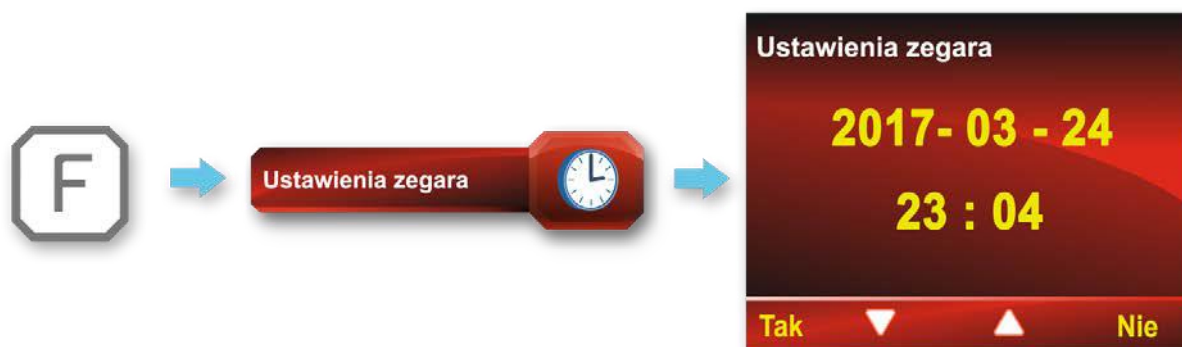 F
Ustawienia zegara
Ustawienia zegara
2017- 03 - 24
23 : 04
Tak
Nie